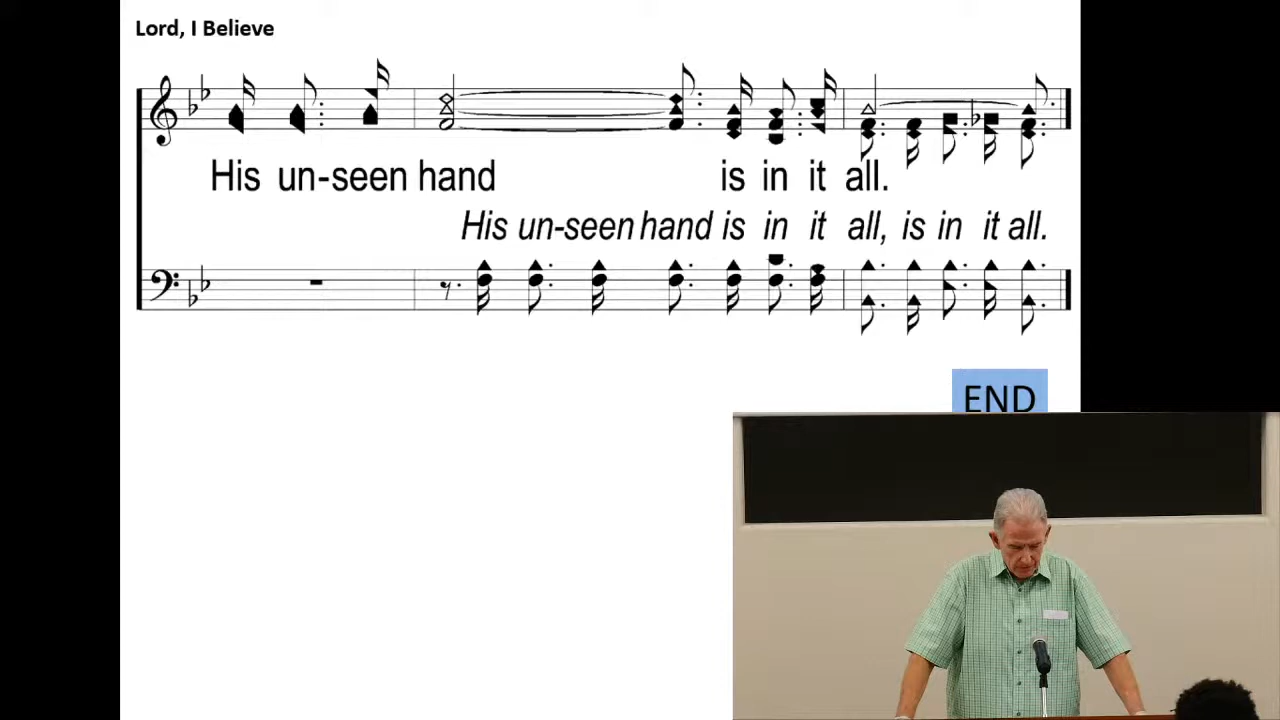 Lord, I Believe
His un-seen hand is in it all.
His un-seen hand is in it all, is in it all.
END